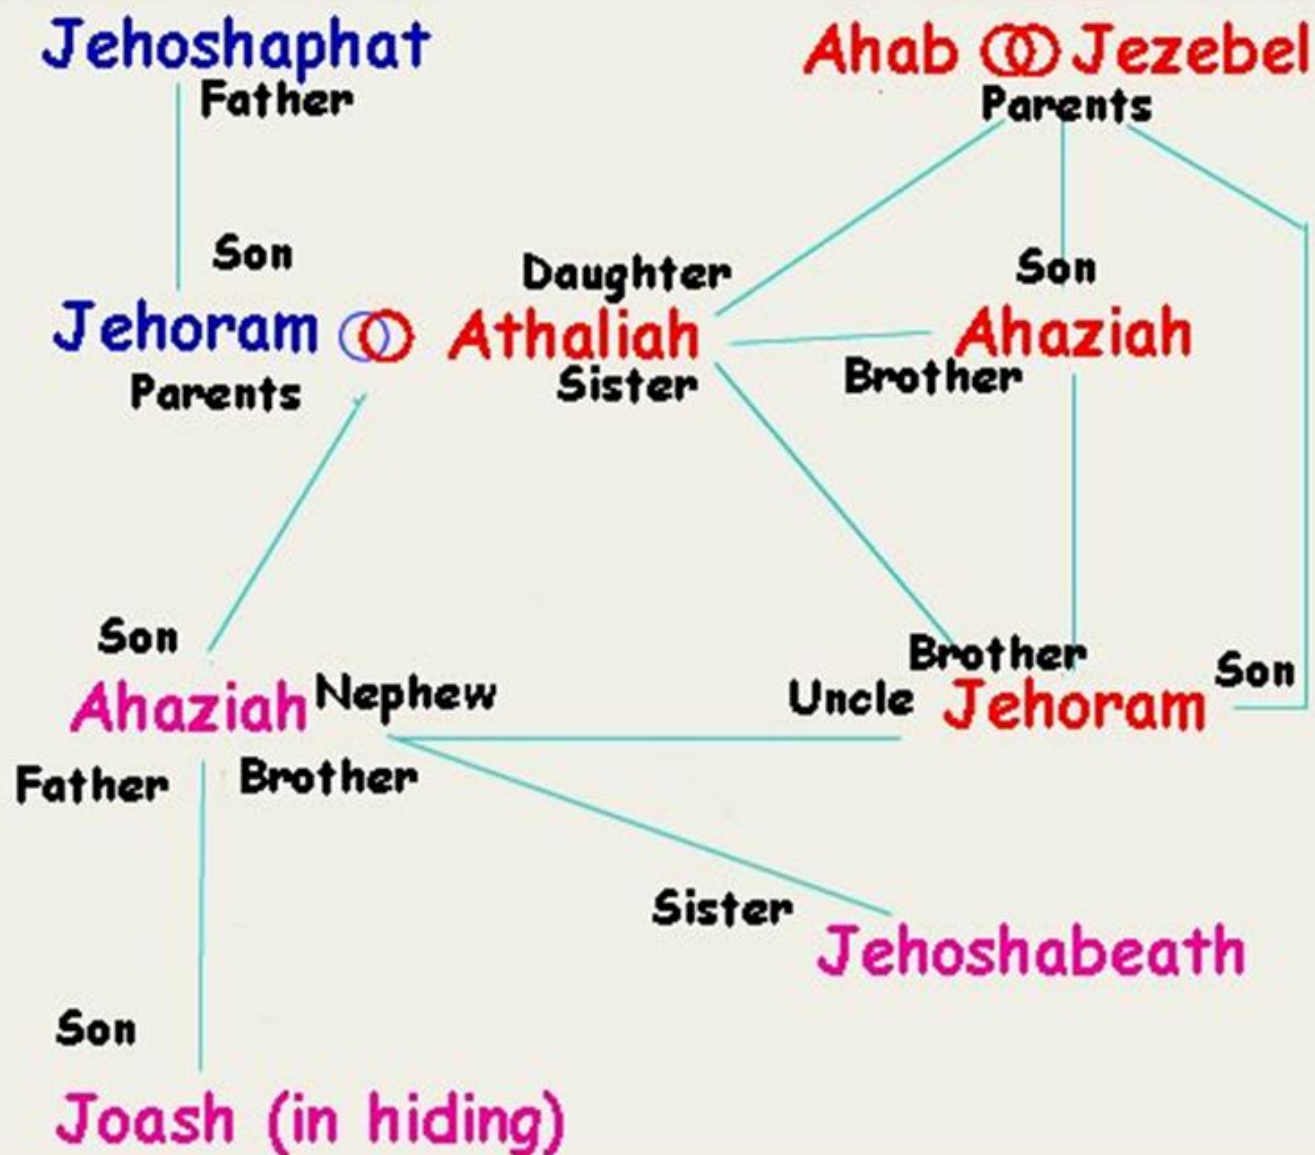 Jehoshaphat
Ahab Jezebel
Father
Parents
Son
Daughter
Son
Jehoram Athaliah Ahaziah
Parents
Sister
Brother
Son
Brother
Son
Ahaziah Nephew
Uncle Jehoram
Father
Brother
Sister
Jehoshabeath
Son
Joash (in hiding)